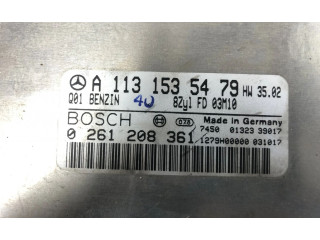 A 113 153 54 79 HW 35.02
Q01 BENZIN 4U 8Zyl FD 03M10
BOSCH Made in Germany
0 261 208 361 7450 01323 39017
1279H00000 031017